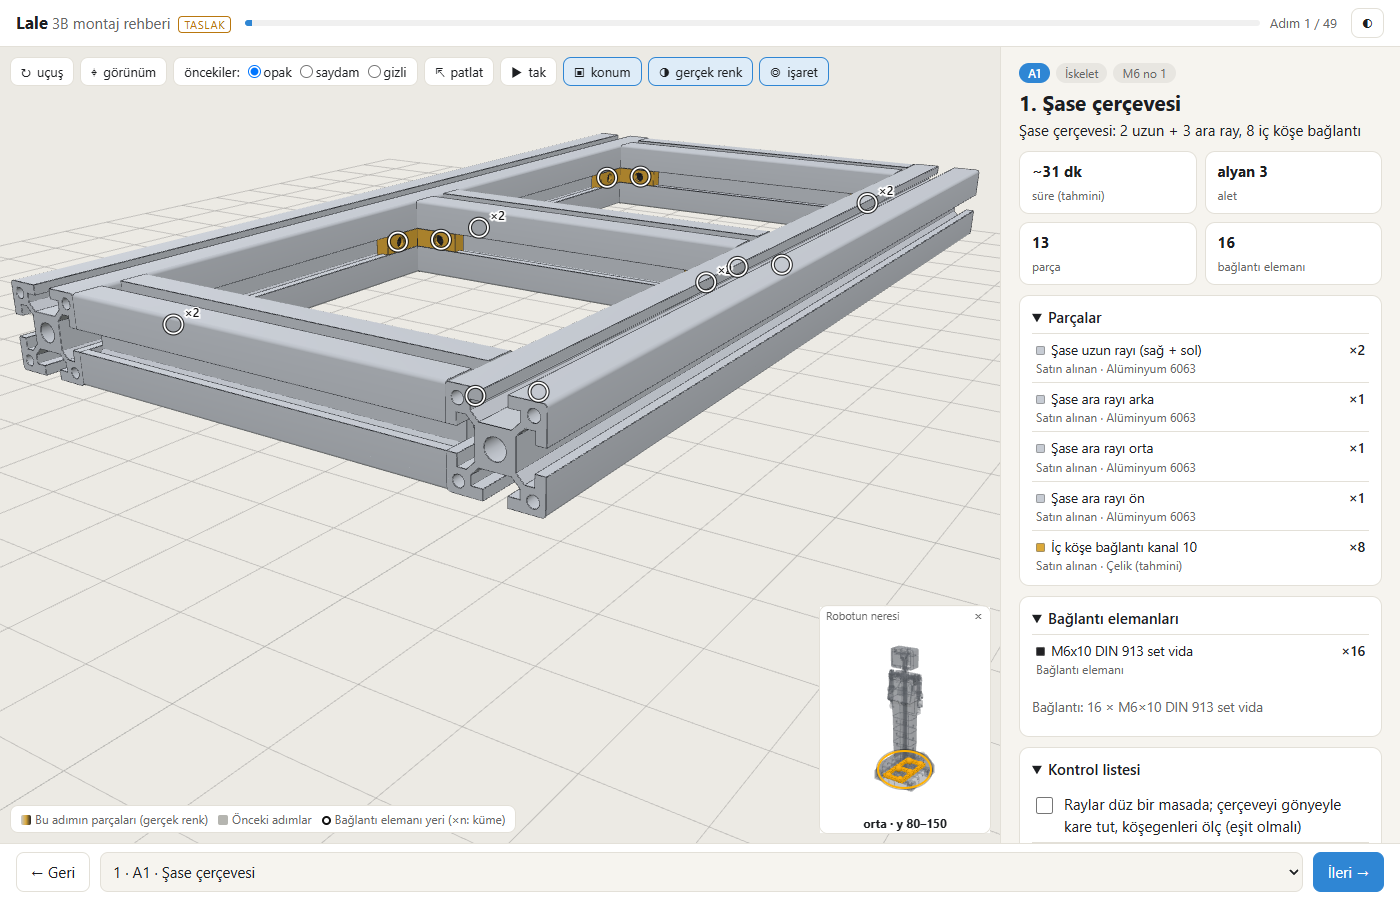 Lale 3B montaj rehberi TASLAK
Adım 1 / 49
uçuş
görünüm
öncekiler: opak saydam gizli
patlat
tak
konum
gerçek renk
işaret
×2
×2
×2
Robotun neresi ×
orta · y 80–150
Bu adımın parçaları (gerçek renk) Önceki adımlar Bağlantı elemanı yeri (×n: küme)
A1 İskelet M6 no 1
1. Şase çerçevesi
Şase çerçevesi: 2 uzun + 3 ara ray, 8 iç köşe bağlantı
~31 dk
süre (tahmini)
alyan 3
alet
13
parça
16
bağlantı elemanı
▼ Parçalar
Şase uzun rayı (sağ + sol) ×2
Satın alınan · Alüminyum 6063
Şase ara rayı arka ×1
Satın alınan · Alüminyum 6063
Şase ara rayı orta ×1
Satın alınan · Alüminyum 6063
Şase ara rayı ön ×1
Satın alınan · Alüminyum 6063
İç köşe bağlantı kanal 10 ×8
Satın alınan · Çelik (tahmini)
▼ Bağlantı elemanları
M6x10 DIN 913 set vida ×16
Bağlantı elemanı
Bağlantı: 16 × M6×10 DIN 913 set vida
▼ Kontrol listesi
Raylar düz bir masada; çerçeveyi gönyeyle
kare tut, köşegenleri ölç (eşit olmalı)
← Geri
1 · A1 · Şase çerçevesi
İleri →